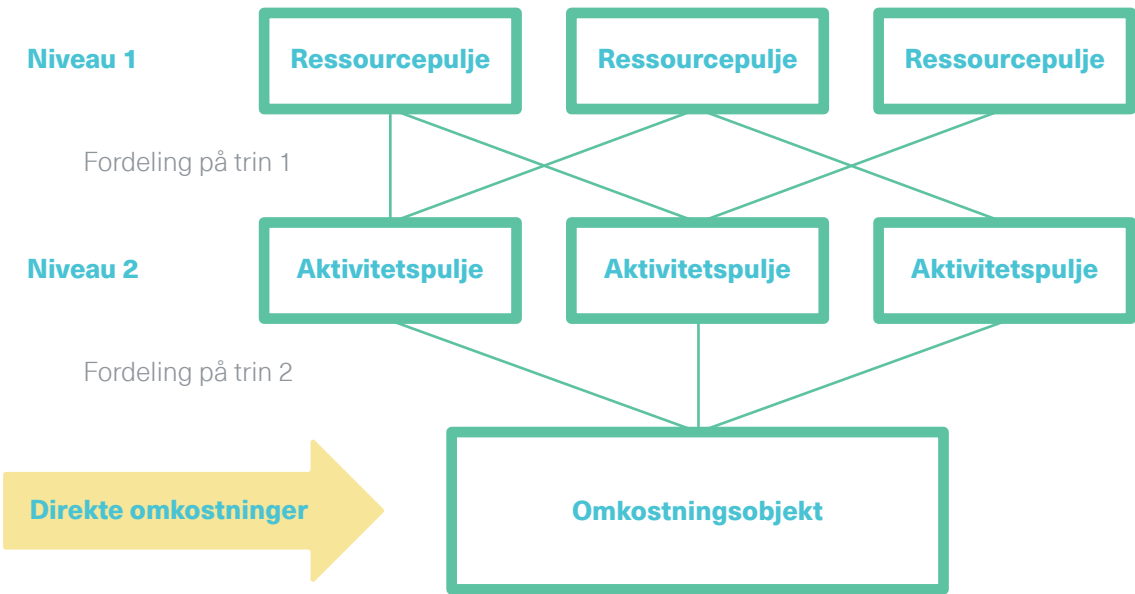 Niveau 1
Ressourcepulje
Ressourcepulje
Ressourcepulje
Fordeling på trin 1
Niveau 2
Aktivitetspulje
Aktivitetspulje
Aktivitetspulje
Fordeling på trin 2
Direkte omkostninger
Omkostningsobjekt